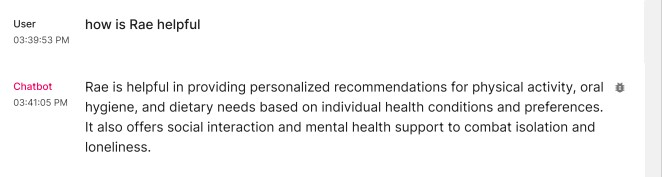 User
how is Rae helpful
03:39:53 PM
Chatbot
Rae is helpful in providing personalized recommendations for physical activity, oral
03:41:05 PM
hygiene, and dietary needs based on individual health conditions and preferences.
It also offers social interaction and mental health support to combat isolation and
loneliness.